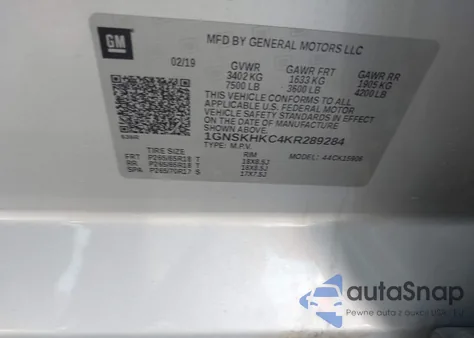 GM
MFD BY GENERAL MOTORS LLC
02/19
GVWR GAWR FRT GAWR RR
3402 KG 1633 KG 1905 KG
7500 LB 3600 LB 4200 LB
THIS VEHICLE CONFORMS TO ALL
APPLICABLE U.S. FEDERAL MOTOR
VEHICLE SAFETY STANDARDS IN EFFECT
ON THE DATE OF MANUFACTURE
SHOWN ABOVE.
1GNSKHKC4KR289284
TYPE: M.P.V.
MODEL:
TIRE SIZE RIM
FRT P265/65R18 T 18X8.5J
RR P265/65R18 T 18X8.5J
SPA P265/70R17 S 17X7.5J
autaSnap
Pewne auta z aukcji USA